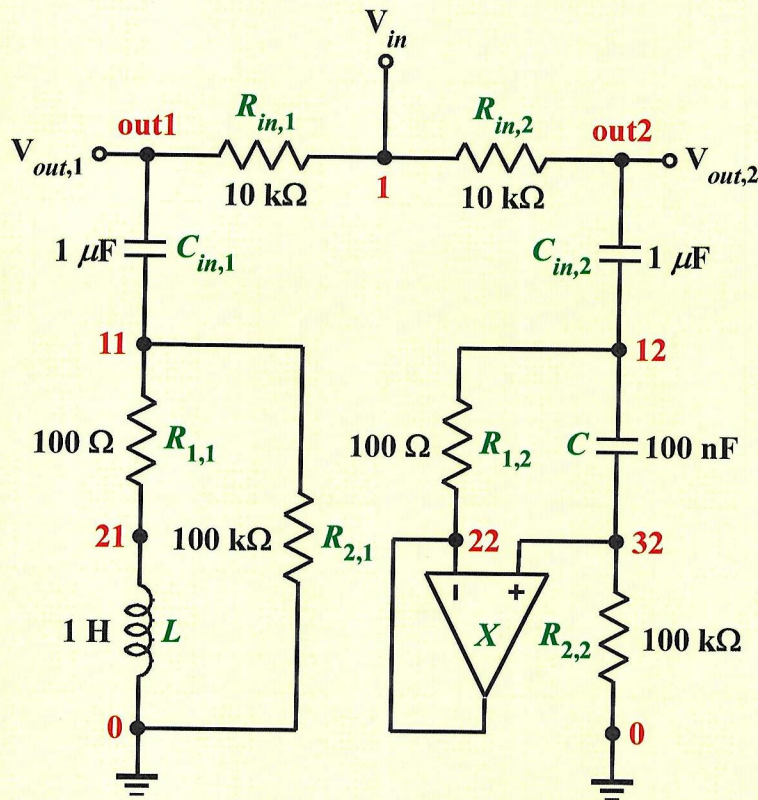 V_in
R_in,1
R_in,2
out1
out2
V_out,1
V_out,2
10 kΩ
1
10 kΩ
1 μF
C_in,1
C_in,2
1 μF
11
12
100 Ω
R_1,1
100 Ω
R_1,2
C
100 nF
21
100 kΩ
R_2,1
22
32
- +
1 H
L
X
R_2,2
100 kΩ
0
0